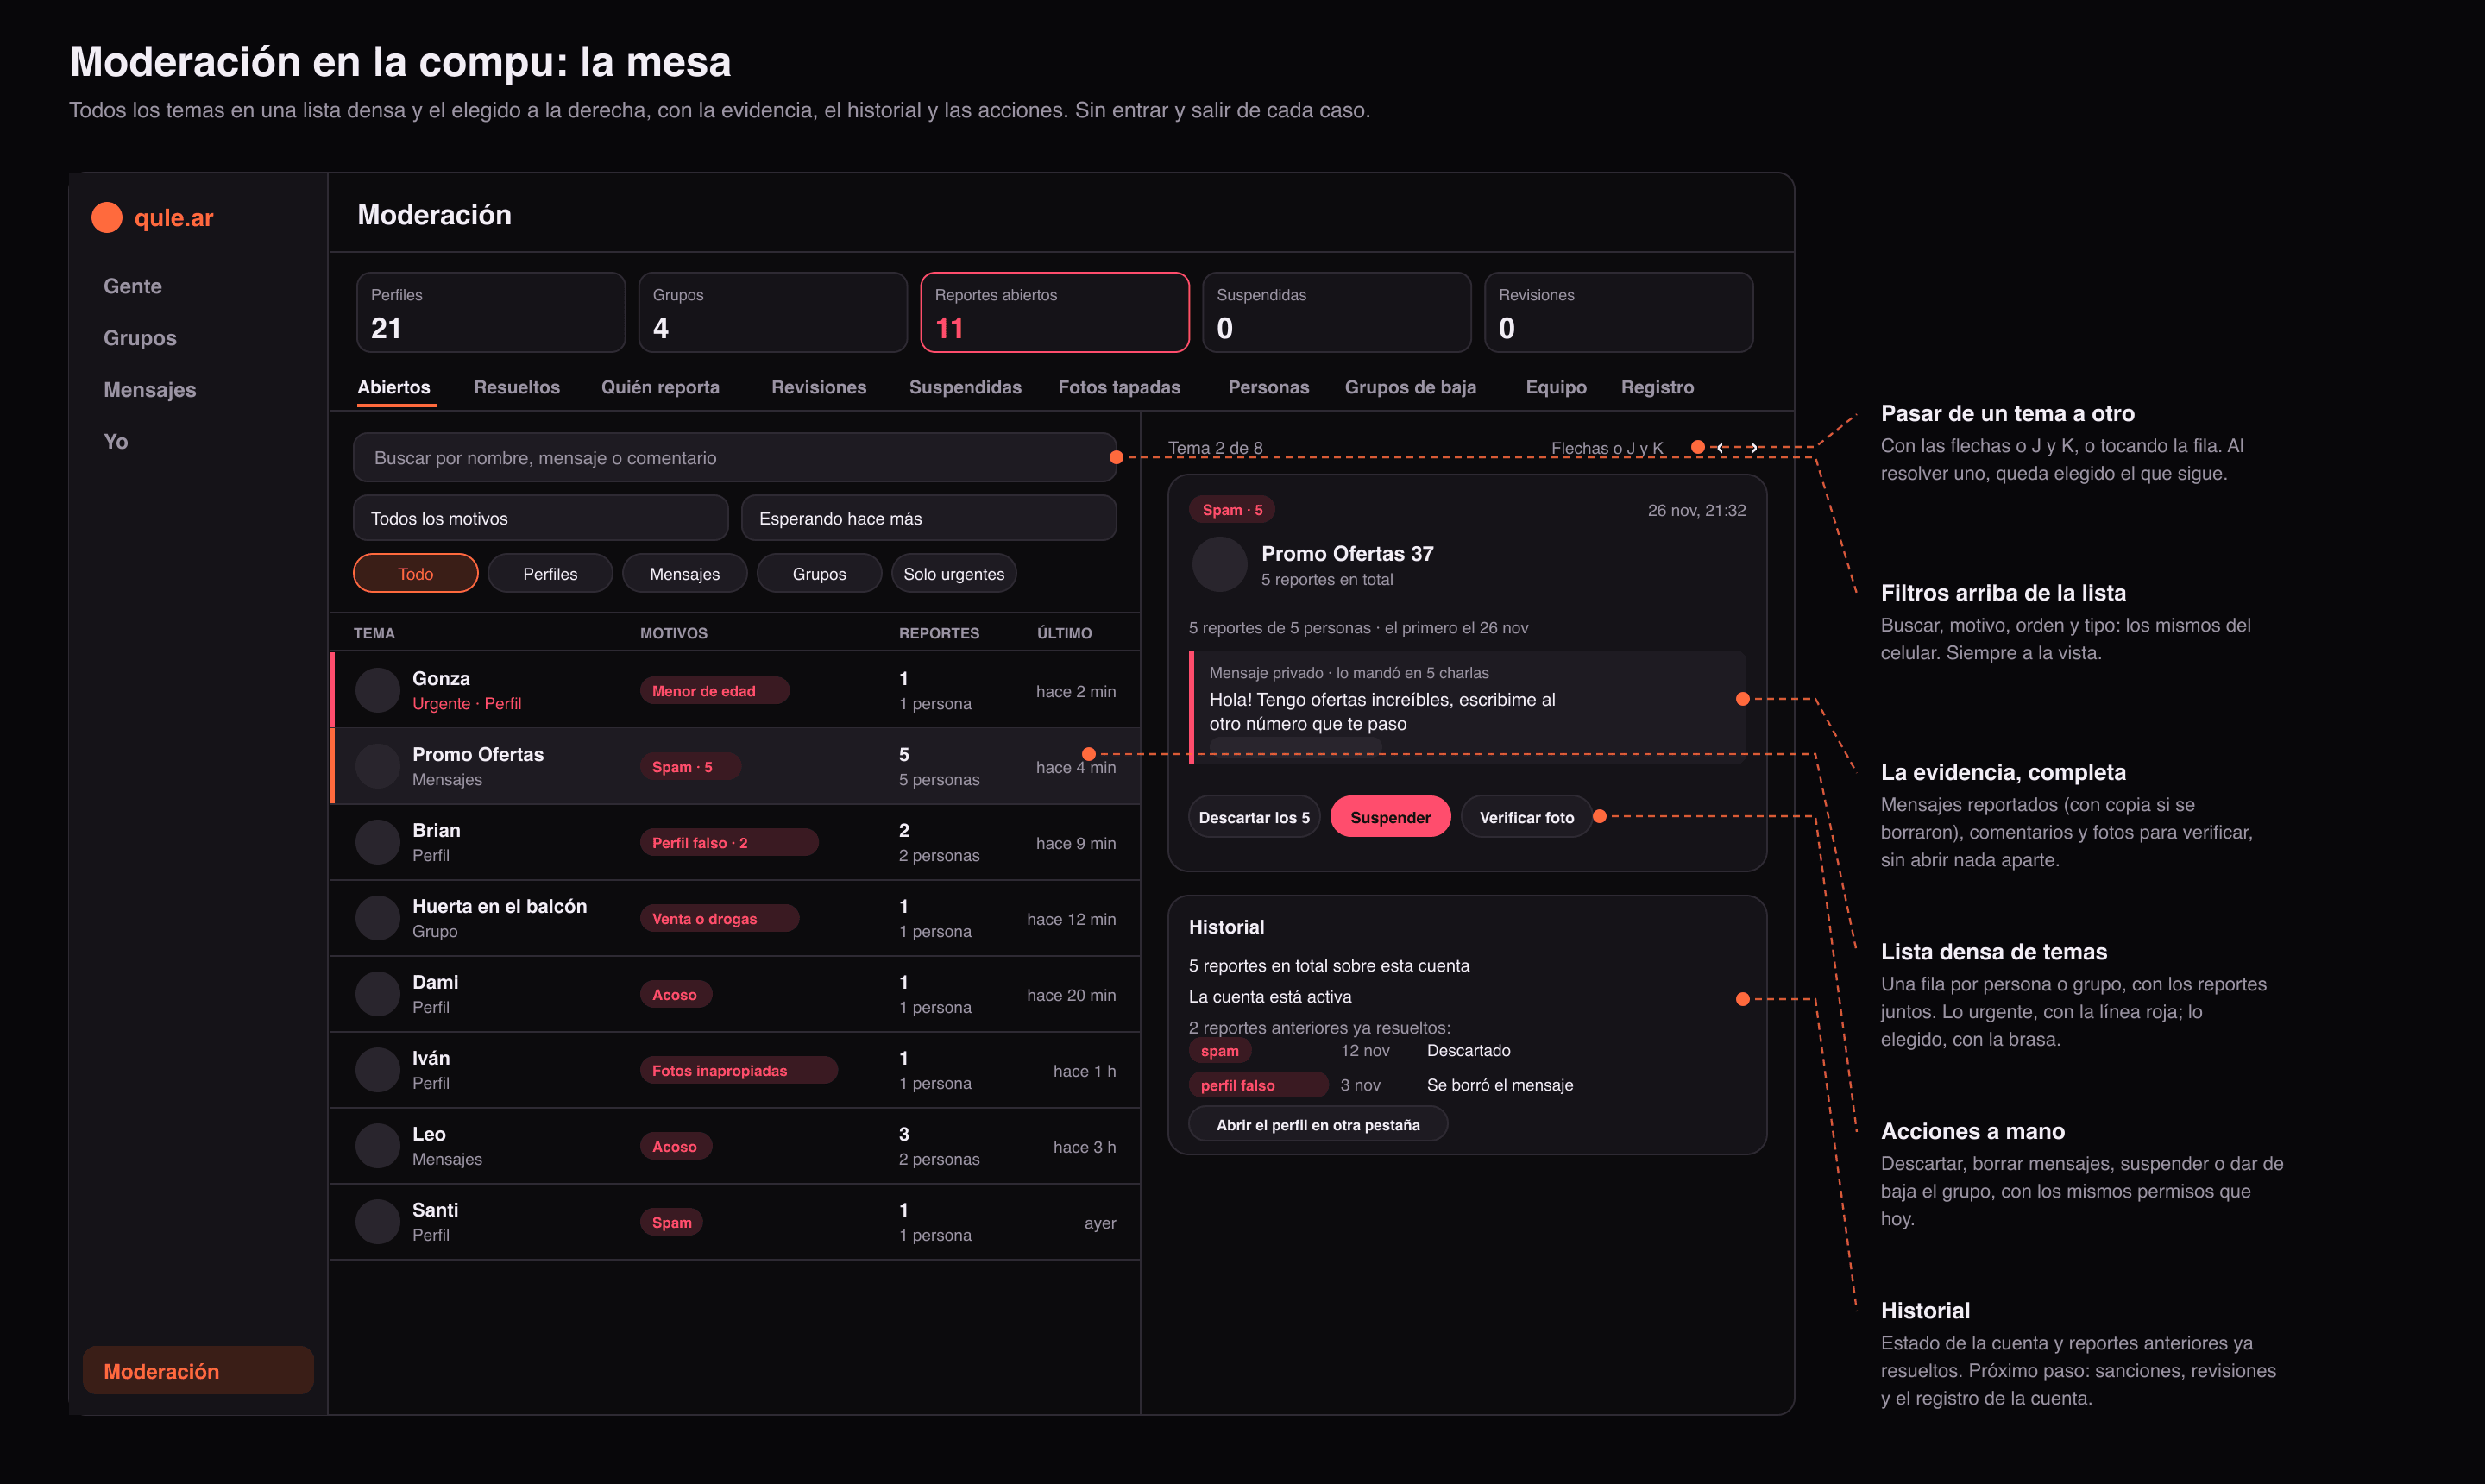 Moderación en la compu: la mesa
Todos los temas en una lista densa y el elegido a la derecha, con la evidencia, el historial y las acciones. Sin entrar y salir de cada caso.
qule.ar
Gente
Grupos
Mensajes
Yo
Moderación
Moderación
Perfiles
21
Grupos
4
Reportes abiertos
11
Suspendidas
0
Revisiones
0
Abiertos
Resueltos
Quién reporta
Revisiones
Suspendidas
Fotos tapadas
Personas
Grupos de baja
Equipo
Registro
Buscar por nombre, mensaje o comentario
Todos los motivos
Esperando hace más
Todo
Perfiles
Mensajes
Grupos
Solo urgentes
TEMA
MOTIVOS
REPORTES
ÚLTIMO
Gonza
Urgente · Perfil
Menor de edad
1
1 persona
hace 2 min
Promo Ofertas
Mensajes
Spam · 5
5
5 personas
hace 4 min
Brian
Perfil
Perfil falso · 2
2
2 personas
hace 9 min
Huerta en el balcón
Grupo
Venta o drogas
1
1 persona
hace 12 min
Dami
Perfil
Acoso
1
1 persona
hace 20 min
Iván
Perfil
Fotos inapropiadas
1
1 persona
hace 1 h
Leo
Mensajes
Acoso
3
2 personas
hace 3 h
Santi
Perfil
Spam
1
1 persona
ayer
Tema 2 de 8
Flechas o J y K
‹ ›
Spam · 5
26 nov, 21:32
Promo Ofertas 37
5 reportes en total
5 reportes de 5 personas · el primero el 26 nov
Mensaje privado · lo mandó en 5 charlas
Hola! Tengo ofertas increíbles, escribime al
otro número que te paso
Descartar los 5
Suspender
Verificar foto
Historial
5 reportes en total sobre esta cuenta
La cuenta está activa
2 reportes anteriores ya resueltos:
spam
12 nov
Descartado
perfil falso
3 nov
Se borró el mensaje
Abrir el perfil en otra pestaña
Pasar de un tema a otro
Con las flechas o J y K, o tocando la fila. Al
resolver uno, queda elegido el que sigue.
Filtros arriba de la lista
Buscar, motivo, orden y tipo: los mismos del
celular. Siempre a la vista.
La evidencia, completa
Mensajes reportados (con copia si se
borraron), comentarios y fotos para verificar,
sin abrir nada aparte.
Lista densa de temas
Una fila por persona o grupo, con los reportes
juntos. Lo urgente, con la línea roja; lo
elegido, con la brasa.
Acciones a mano
Descartar, borrar mensajes, suspender o dar de
baja el grupo, con los mismos permisos que
hoy.
Historial
Estado de la cuenta y reportes anteriores ya
resueltos. Próximo paso: sanciones, revisiones
y el registro de la cuenta.